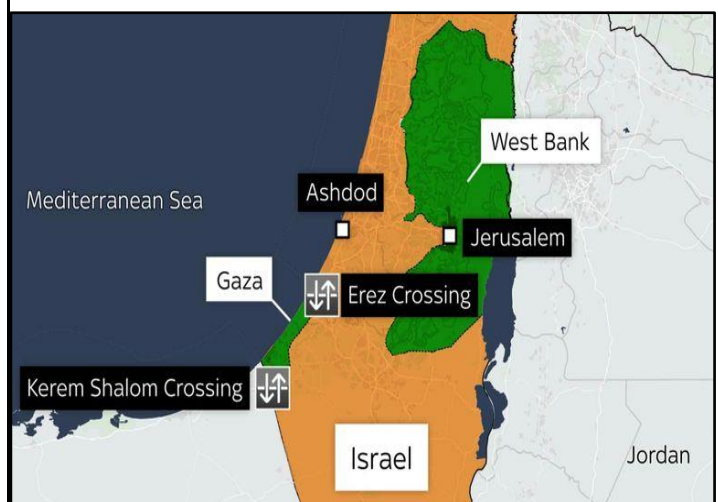 West Bank
Mediterranean Sea
Ashdod
Jerusalem
Gaza
Erez Crossing
Kerem Shalom Crossing
Israel
Jordan